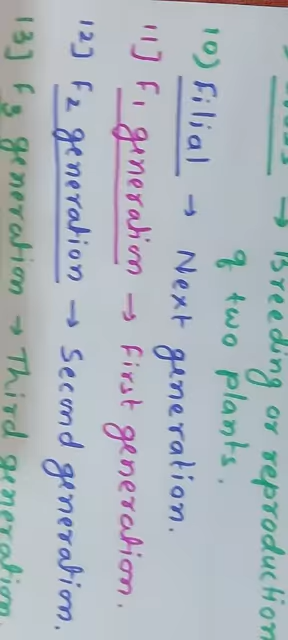 → Breeding or reproduction
of two plants.
10) Filial → Next generation.
11) F1 generation → First generation.
12) F2 generation → Second generation.
13) F3 generation → Third generation.